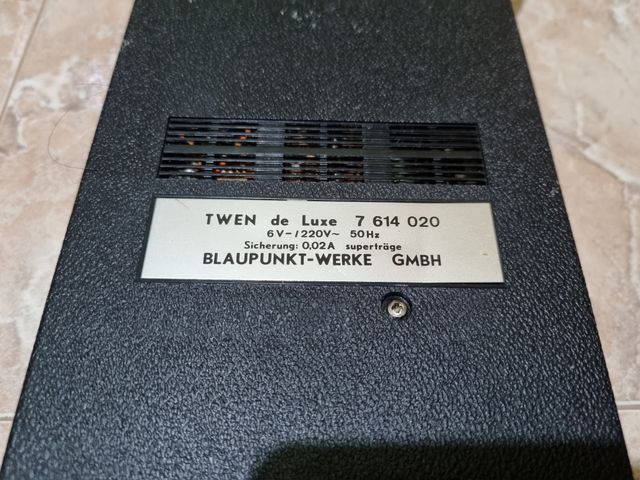 TWEN de Luxe 7 614 020
6V-/220V~ 50Hz
Sicherung: 0,02A superträge
BLAUPUNKT-WERKE GMBH